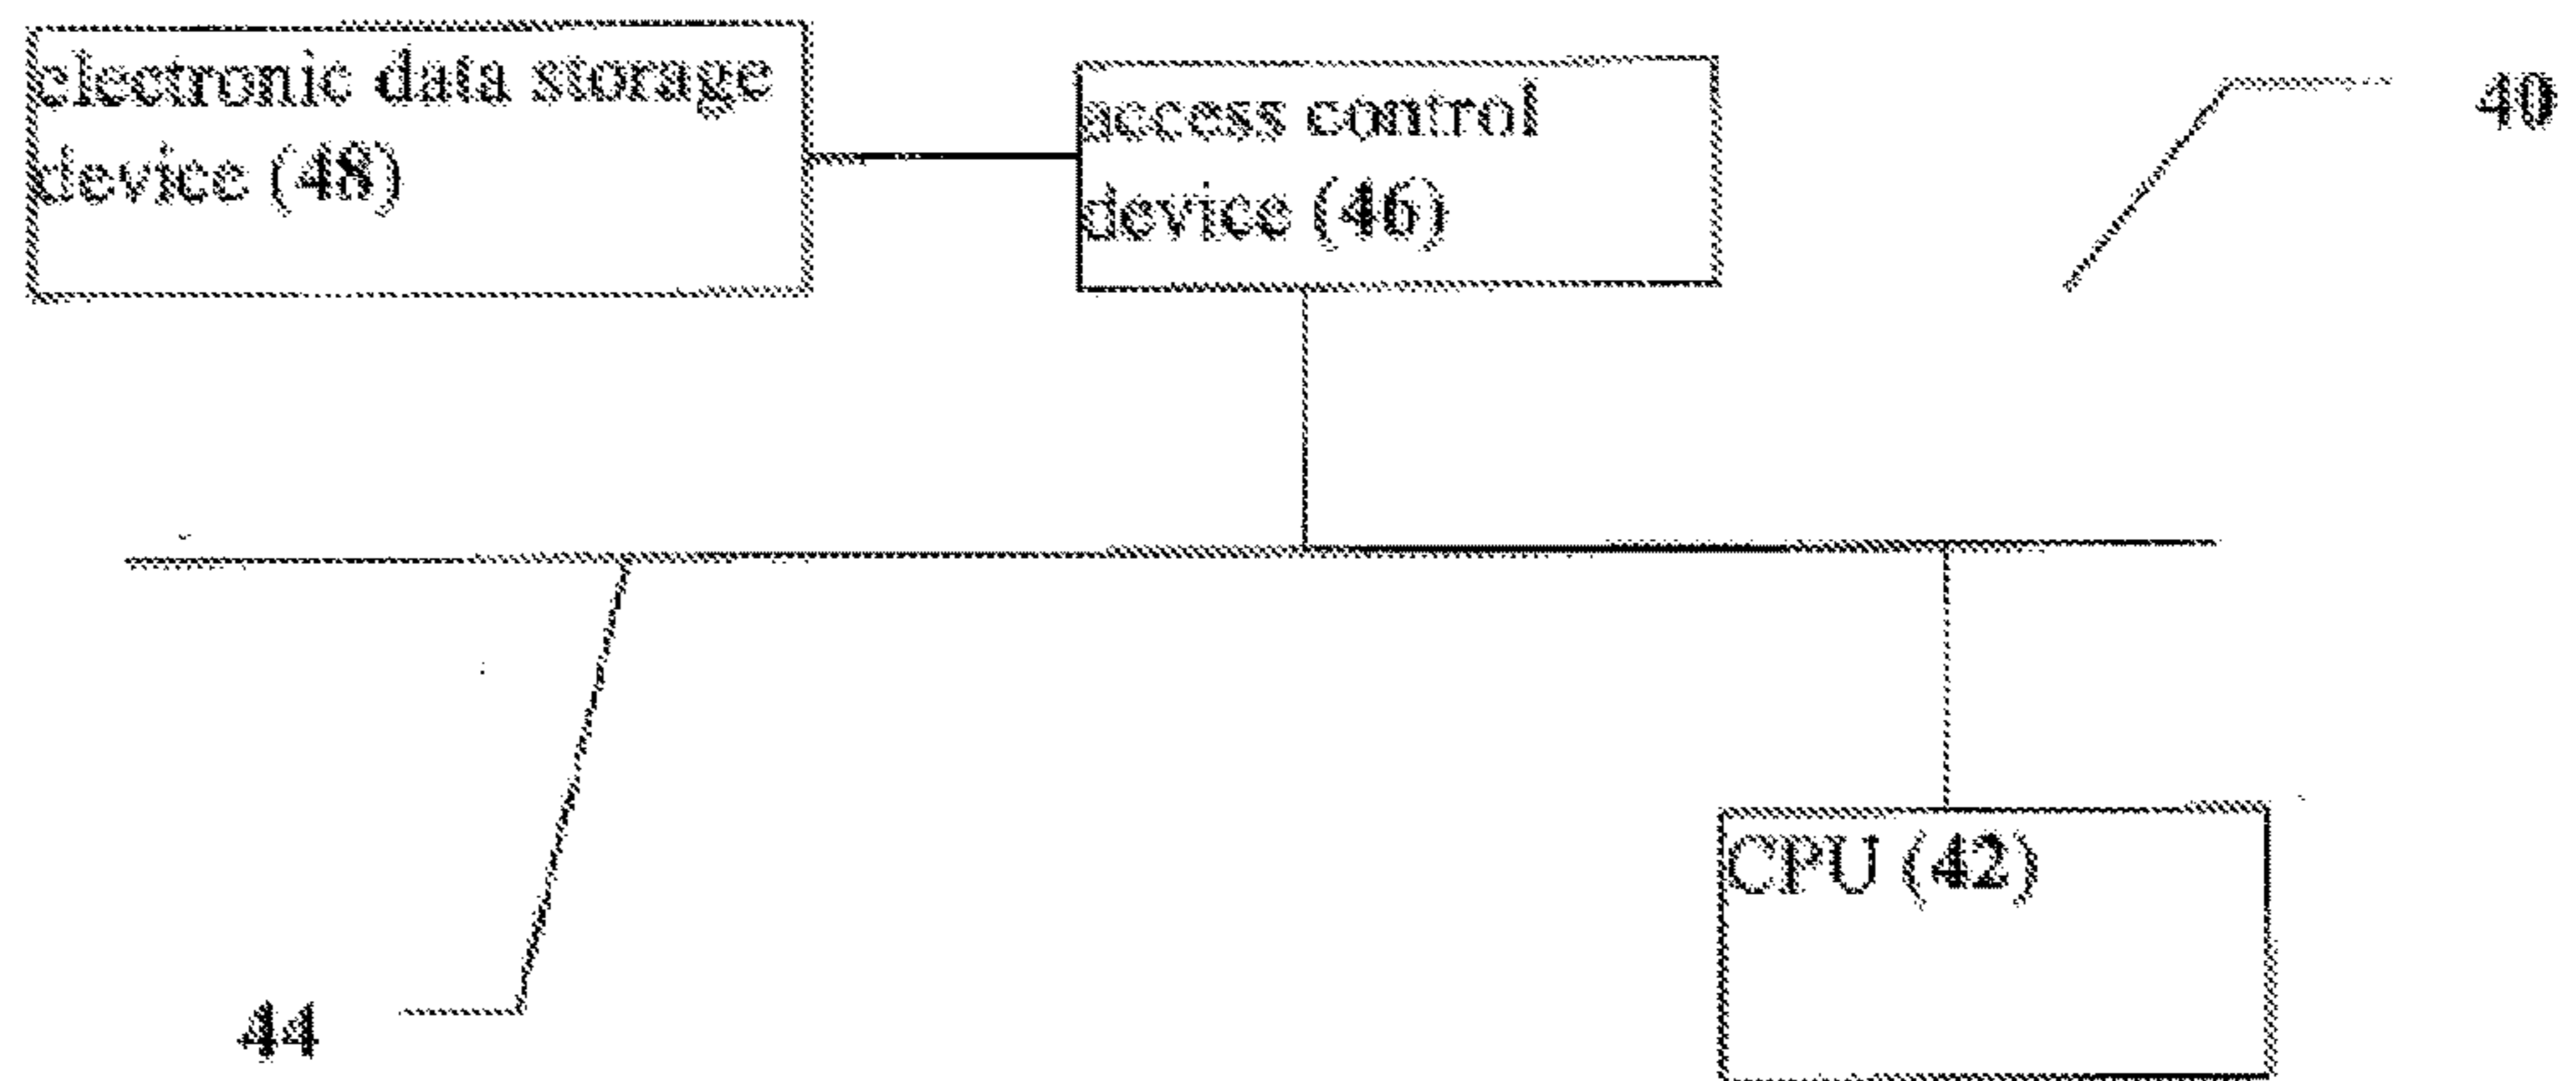 electronic data storage
device (48)
access control
device (46)
40
CPU (42)
44